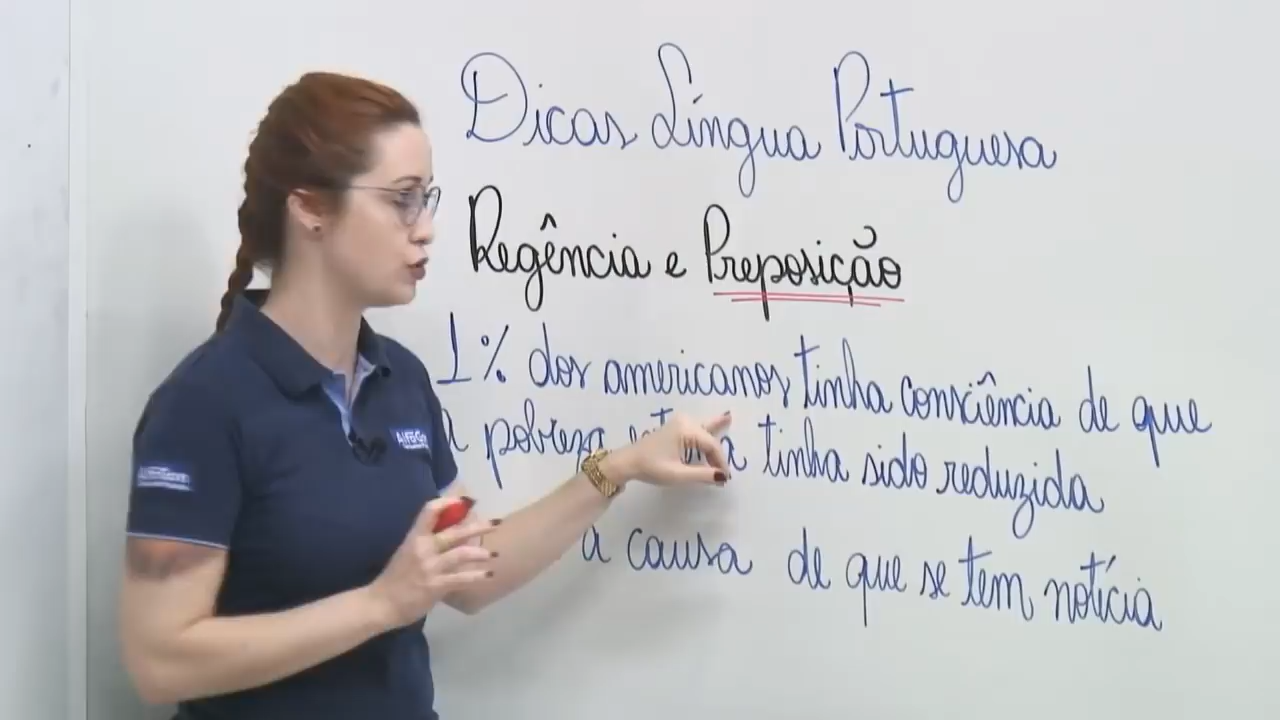 Dicas Língua Portuguesa
Regência e Preposição
1% dos americanos tinha consciência de que
a pobreza tinha sido reduzida
a causa de que se tem notícia